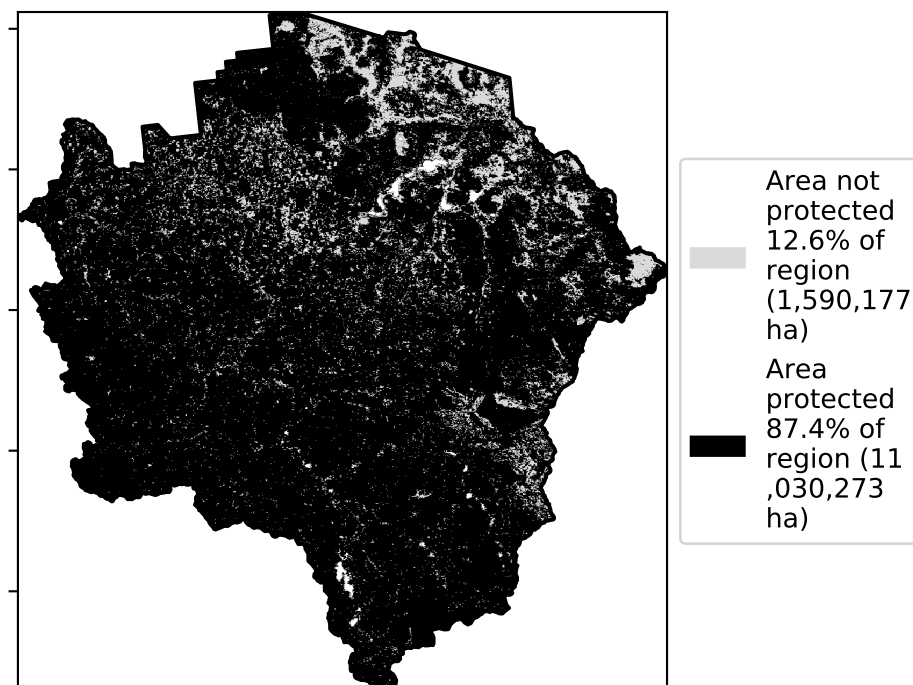 Area not
protected
12.6% of
region
(1,590,177
ha)
Area
protected
87.4% of
region (11
,030,273
ha)